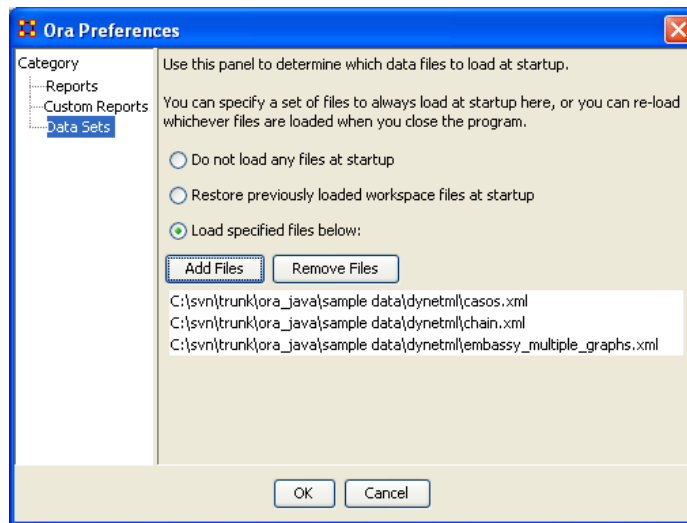 Ora Preferences
Category
Reports
Custom Reports
Data Sets
Use this panel to determine which data files to load at startup.
You can specify a set of files to always load at startup here, or you can re-load
whichever files are loaded when you close the program.
Do not load any files at startup
Restore previously loaded workspace files at startup
Load specified files below:
Add Files
Remove Files
C:\svn\trunk\ora_java\sample data\dynetml\casos.xml
C:\svn\trunk\ora_java\sample data\dynetml\chain.xml
C:\svn\trunk\ora_java\sample data\dynetml\embassy_multiple_graphs.xml
OK
Cancel